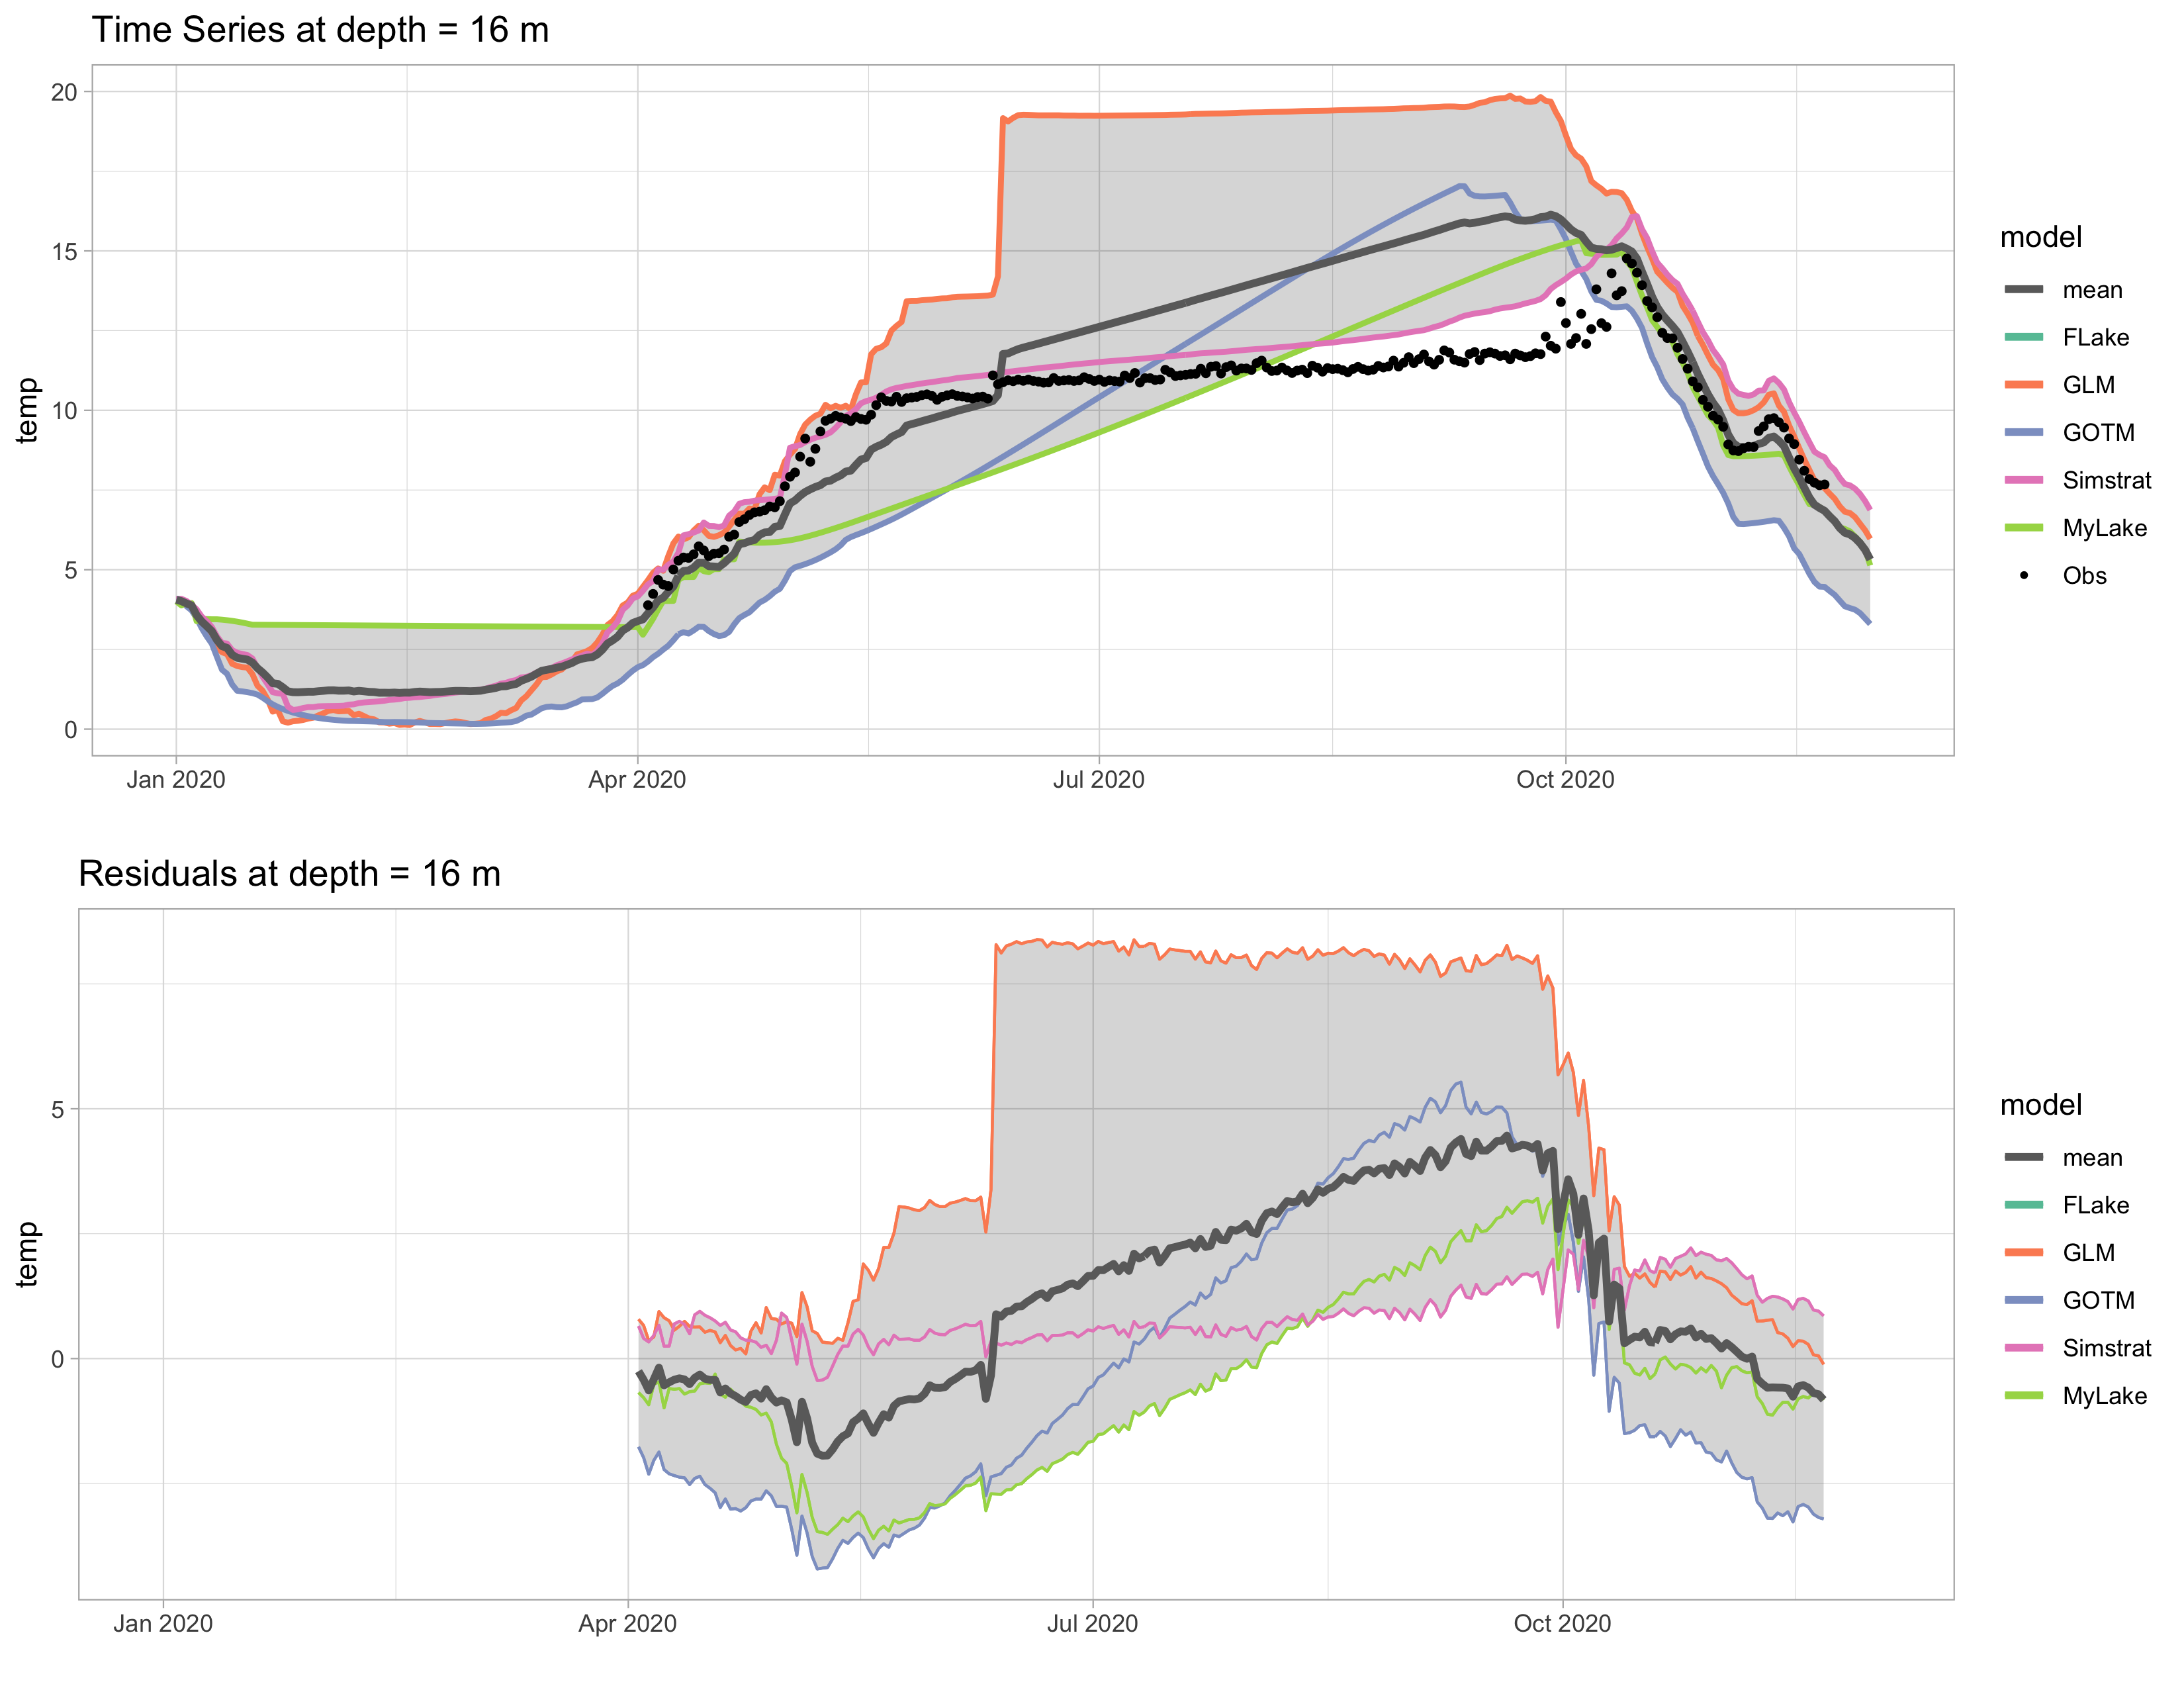 Time Series at depth = 16 m
temp
20
15
10
5
0
Jan 2020
Apr 2020
Jul 2020
Oct 2020
model
mean
FLake
GLM
GOTM
Simstrat
MyLake
Obs
Residuals at depth = 16 m
temp
5
0
Jan 2020
Apr 2020
Jul 2020
Oct 2020
model
mean
FLake
GLM
GOTM
Simstrat
MyLake